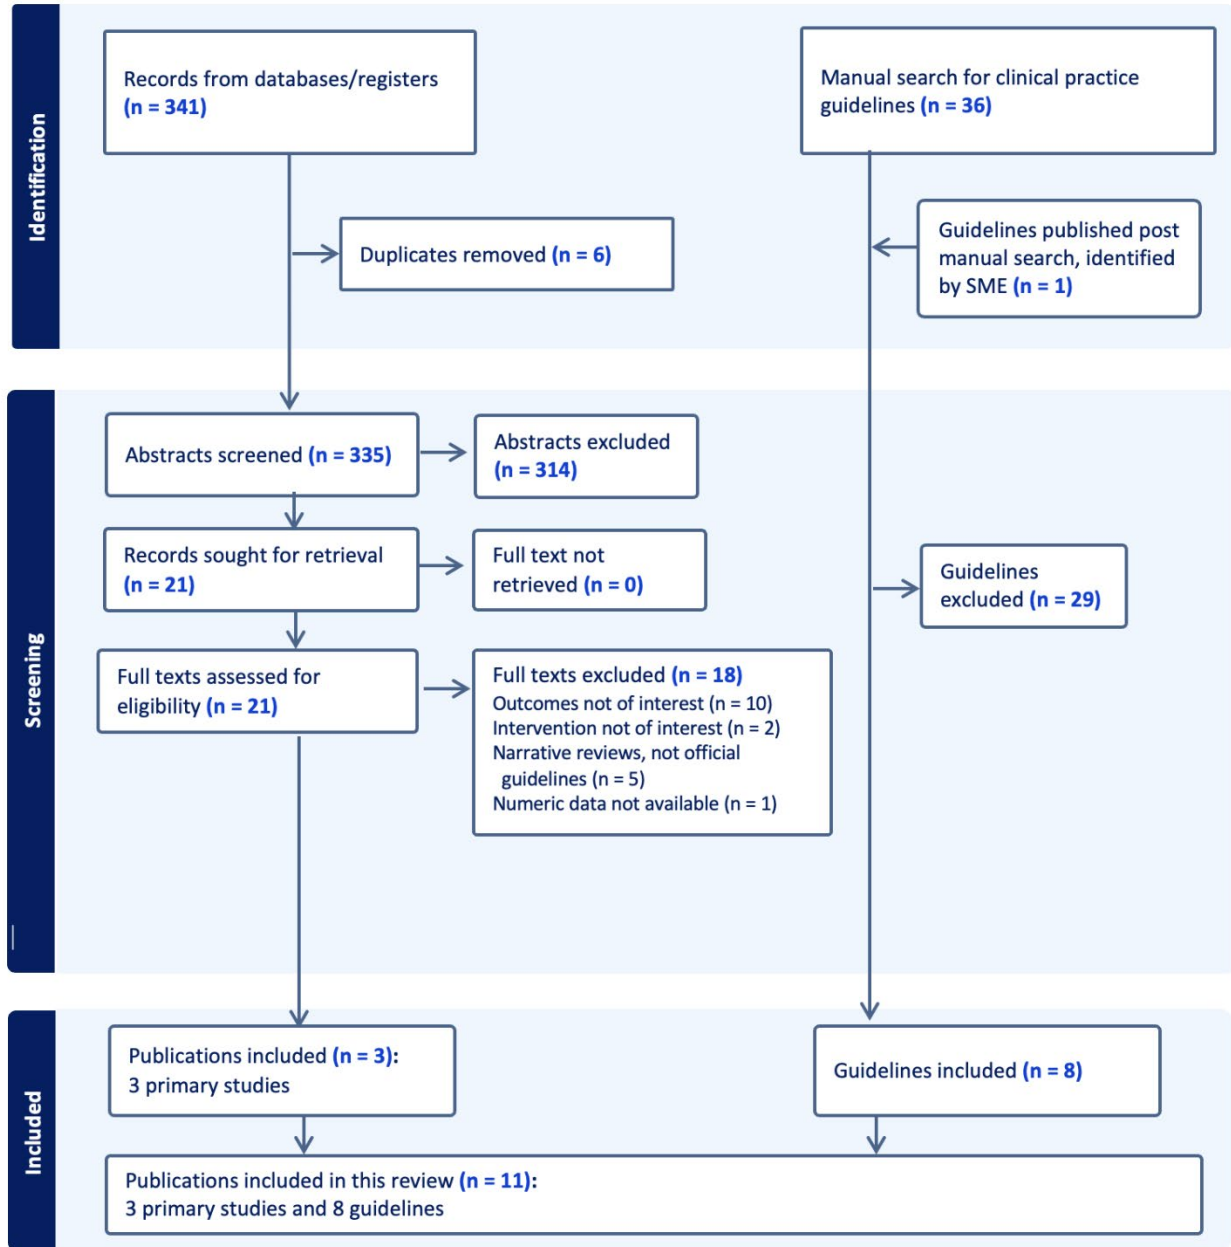 Identification
Records from databases/registers
(n = 341)
Manual search for clinical practice
guidelines (n = 36)
Duplicates removed (n = 6)
Guidelines published post
manual search, identified
by SME (n = 1)
Screening
Abstracts screened (n = 335)
Abstracts excluded
(n = 314)
Records sought for retrieval
(n = 21)
Full text not
retrieved (n = 0)
Guidelines
excluded (n = 29)
Full texts assessed for
eligibility (n = 21)
Full texts excluded (n = 18)
Outcomes not of interest (n = 10)
Intervention not of interest (n = 2)
Narrative reviews, not official
guidelines (n = 5)
Numeric data not available (n = 1)
Included
Publications included (n = 3):
3 primary studies
Guidelines included (n = 8)
Publications included in this review (n = 11):
3 primary studies and 8 guidelines